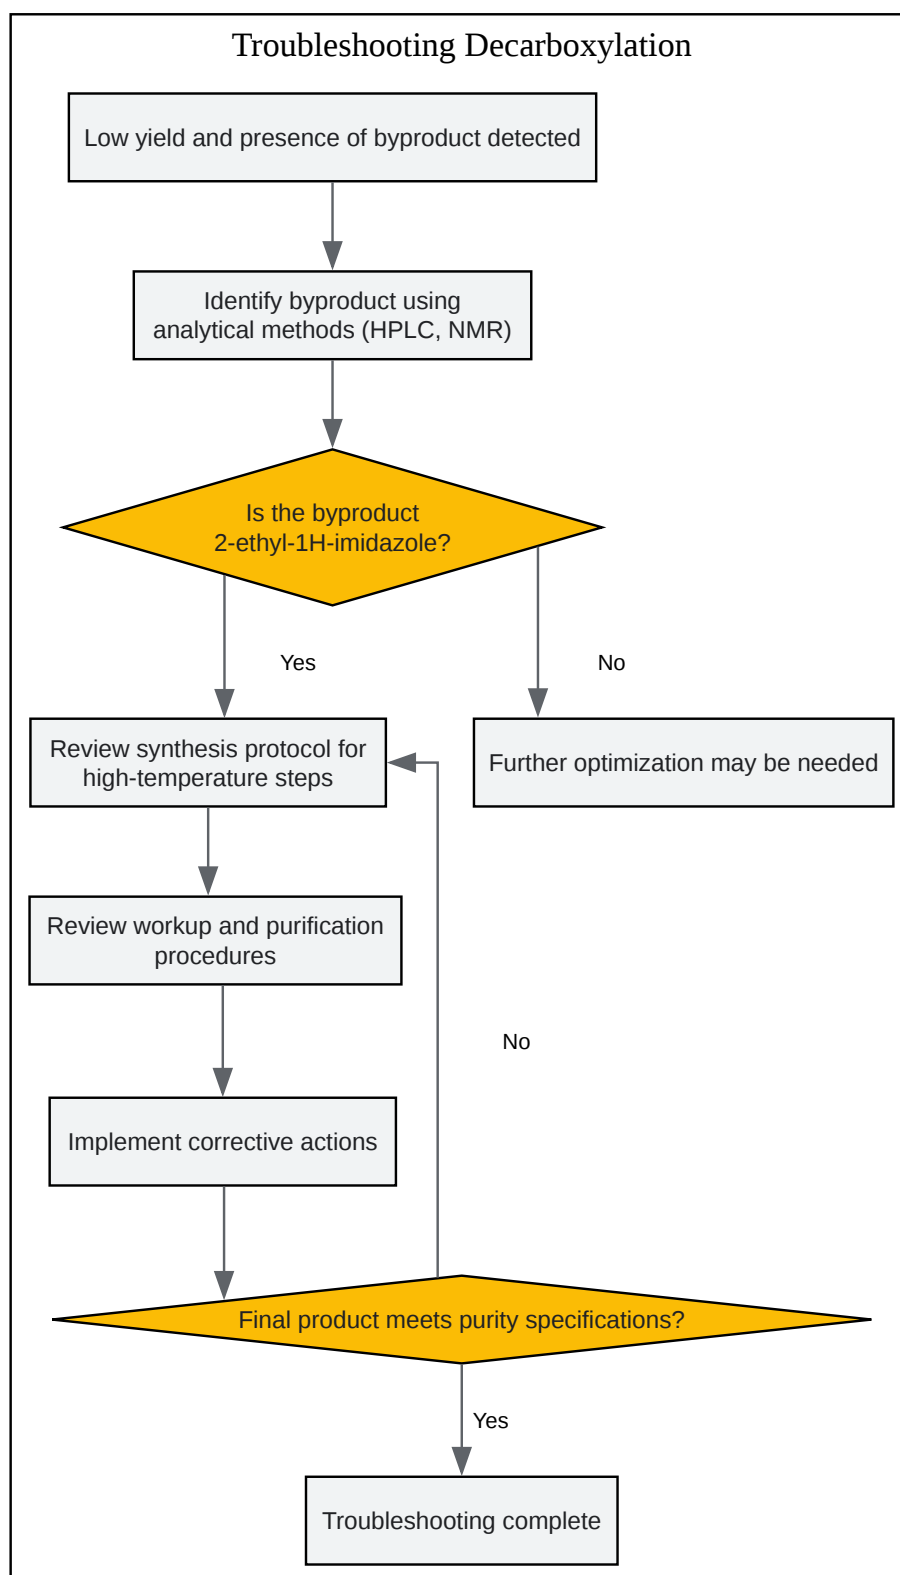 Troubleshooting Decarboxylation
Low yield and presence of byproduct detected
Identify byproduct using
analytical methods (HPLC, NMR)
Is the byproduct
2-ethyl-1H-imidazole?
Yes
No
Review synthesis protocol for
high-temperature steps
Further optimization may be needed
Review workup and purification
procedures
No
Implement corrective actions
Final product meets purity specifications?
Yes
Troubleshooting complete